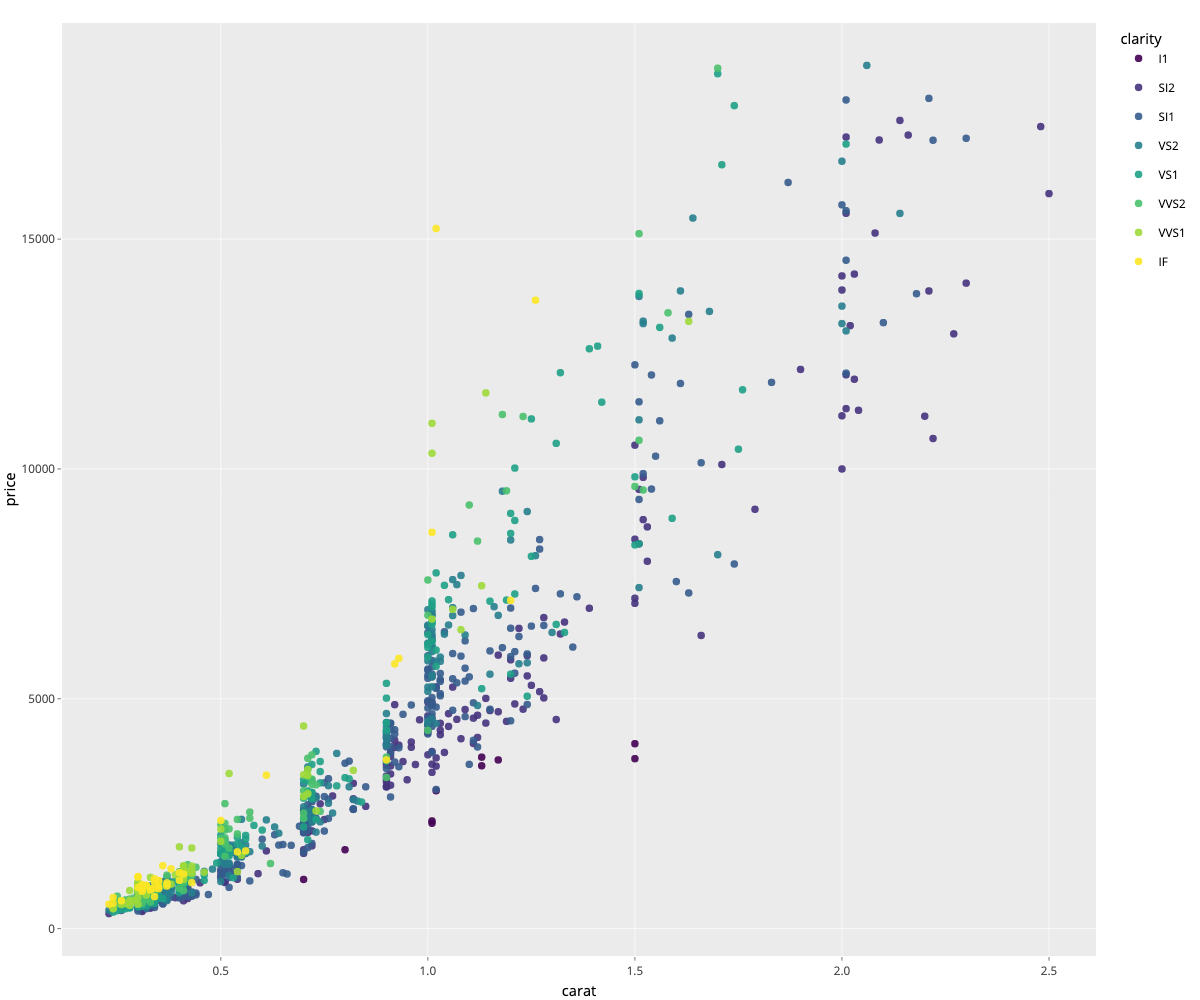 clarity
I1
SI2
SI1
VS2
VS1
VVS2
VVS1
IF
price
15000
10000
5000
0
0.5 1.0 1.5 2.0 2.5
carat